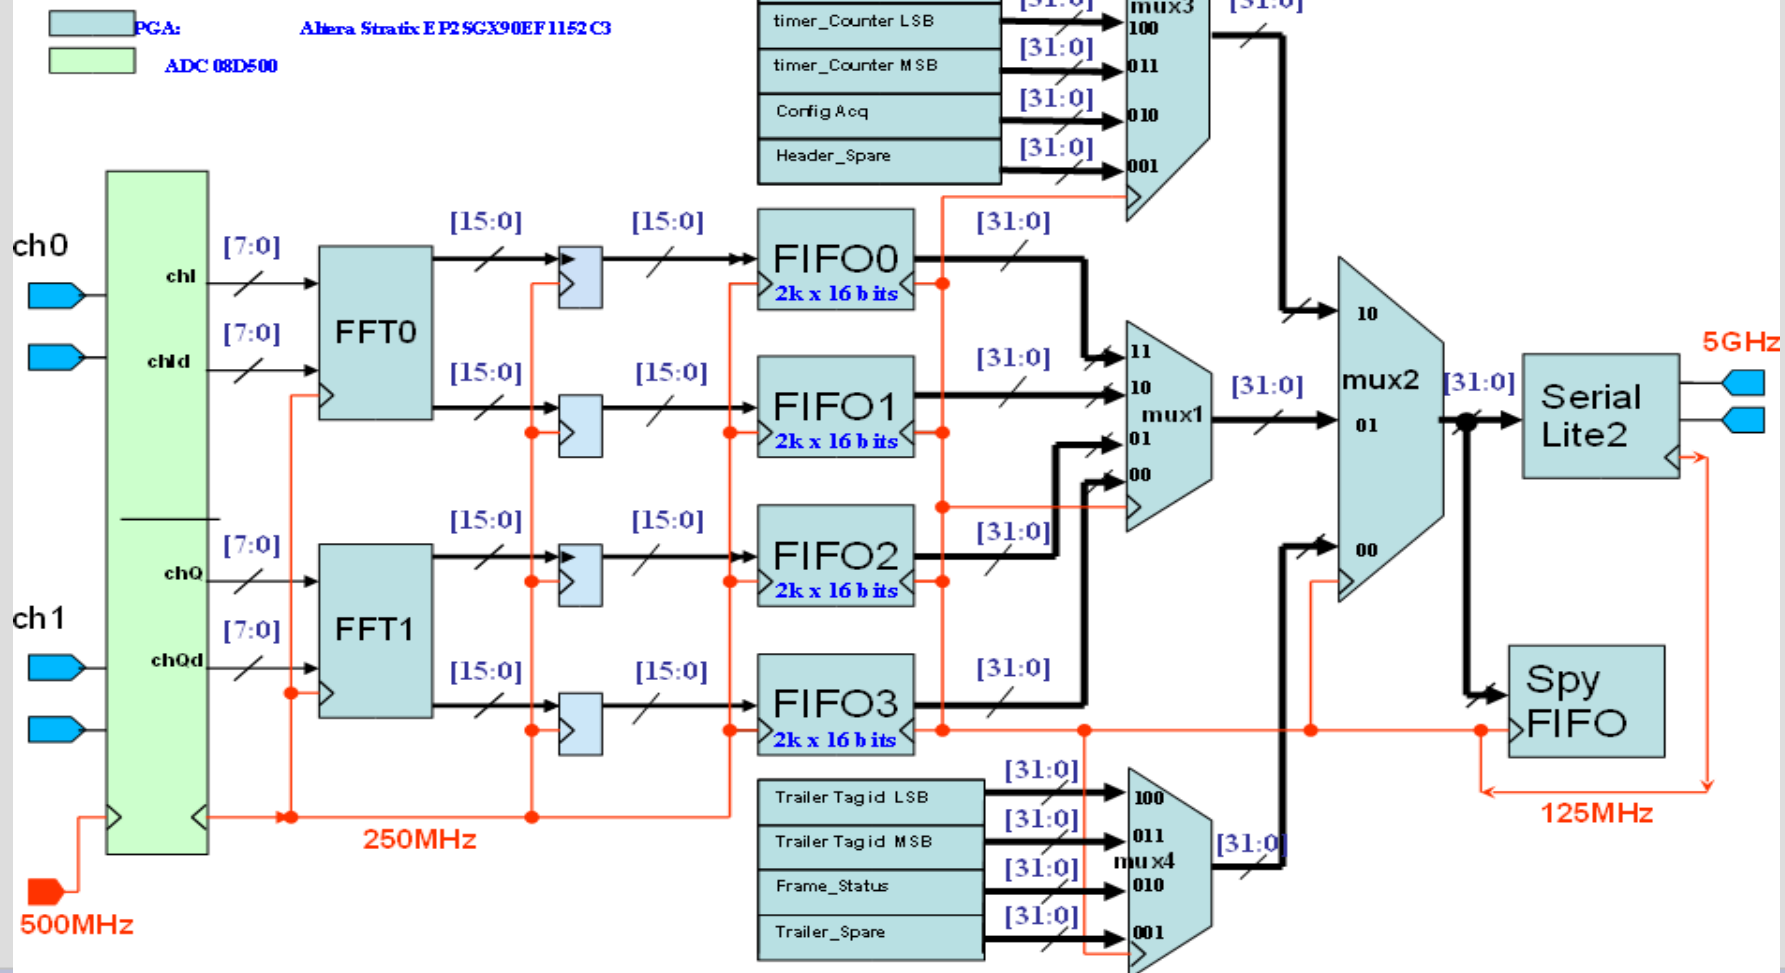 PGA: Altera Stratix EP2SGX90EF1152C3
ADC 08D500
timer_Counter LSB
timer_Counter MSB
Config Acq
Header_Spare
[31:0]
[31:0]
[31:0]
[31:0]
mux3
100
011
010
001
[31:0]
ch0
ch1
chI
chId
chQ
chQd
[7:0]
[7:0]
[7:0]
[7:0]
FFT0
FFT1
[15:0]
[15:0]
[15:0]
[15:0]
[15:0]
[15:0]
[15:0]
[15:0]
FIFO0
2k x 16 bits
FIFO1
2k x 16 bits
FIFO2
2k x 16 bits
FIFO3
2k x 16 bits
[31:0]
[31:0]
[31:0]
[31:0]
11
10
mux1
01
00
[31:0]
10
mux2
01
00
[31:0]
Serial
Lite2
5GHz
Spy
FIFO
125MHz
250MHz
500MHz
Trailer Tagid LSB
Trailer Tagid MSB
Frame_Status
Trailer_Spare
[31:0]
[31:0]
[31:0]
[31:0]
100
011
mux4
010
001
[31:0]